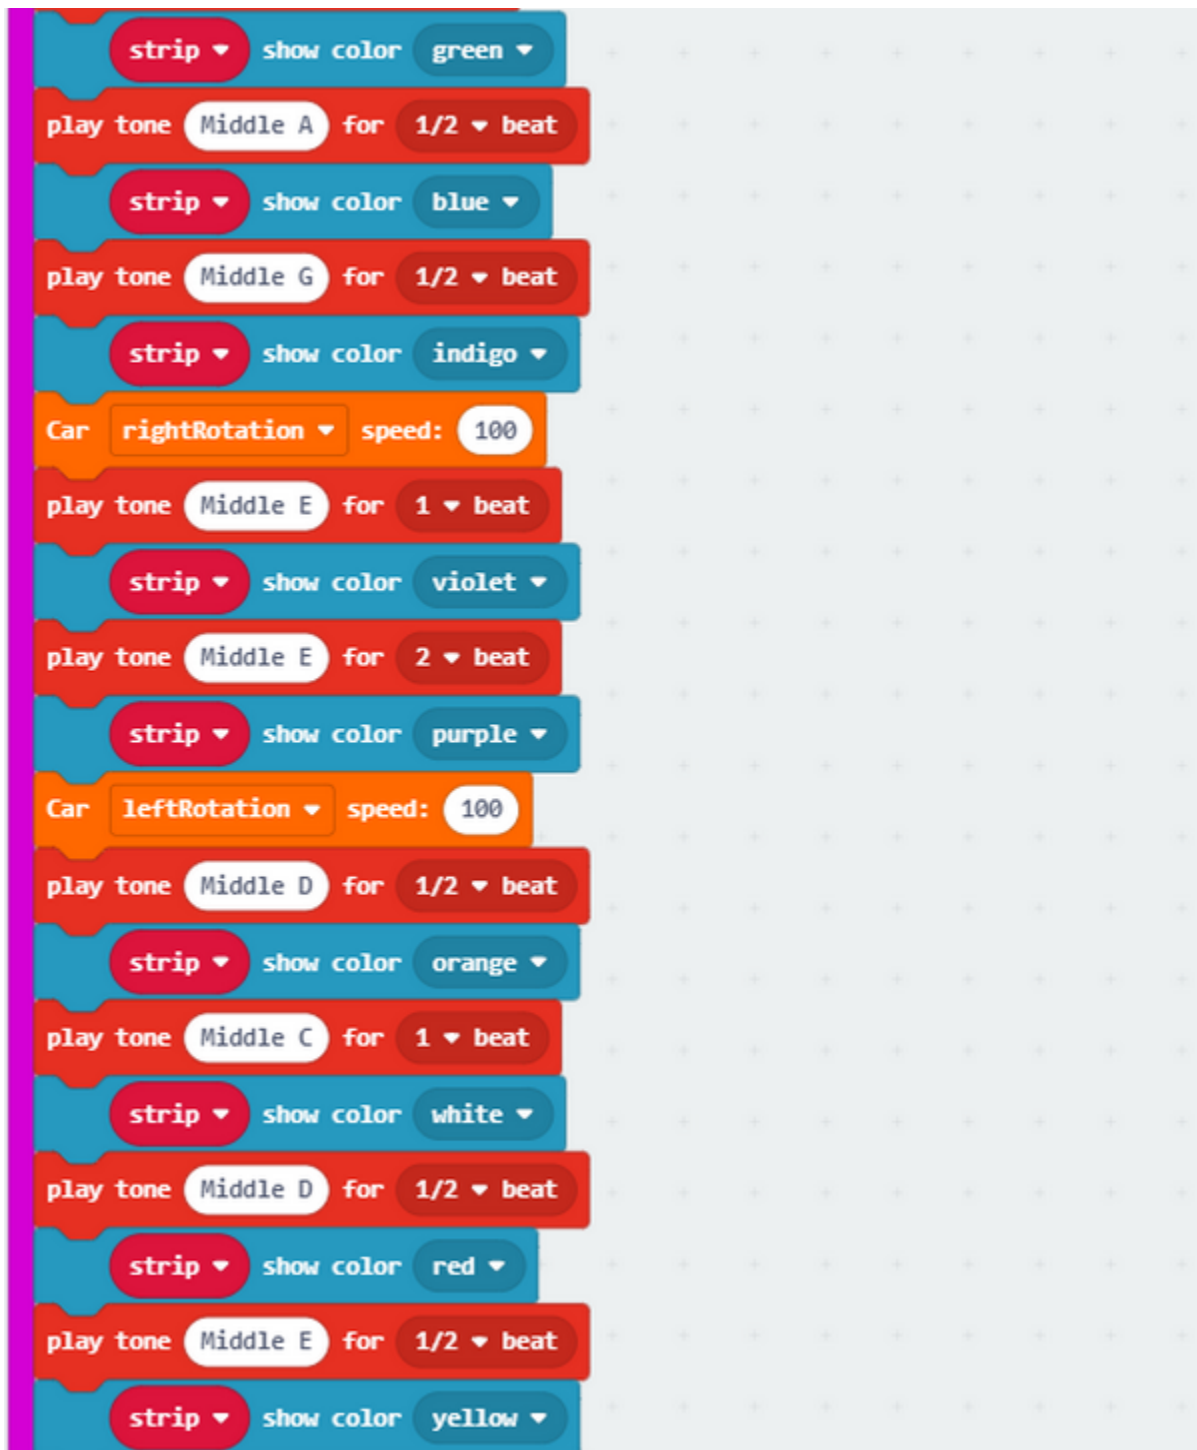 strip show color green
play tone Middle A for 1/2 beat
strip show color blue
play tone Middle G for 1/2 beat
strip show color indigo
Car rightRotation speed: 100
play tone Middle E for 1 beat
strip show color violet
play tone Middle E for 2 beat
strip show color purple
Car leftRotation speed: 100
play tone Middle D for 1/2 beat
strip show color orange
play tone Middle C for 1 beat
strip show color white
play tone Middle D for 1/2 beat
strip show color red
play tone Middle E for 1/2 beat
strip show color yellow